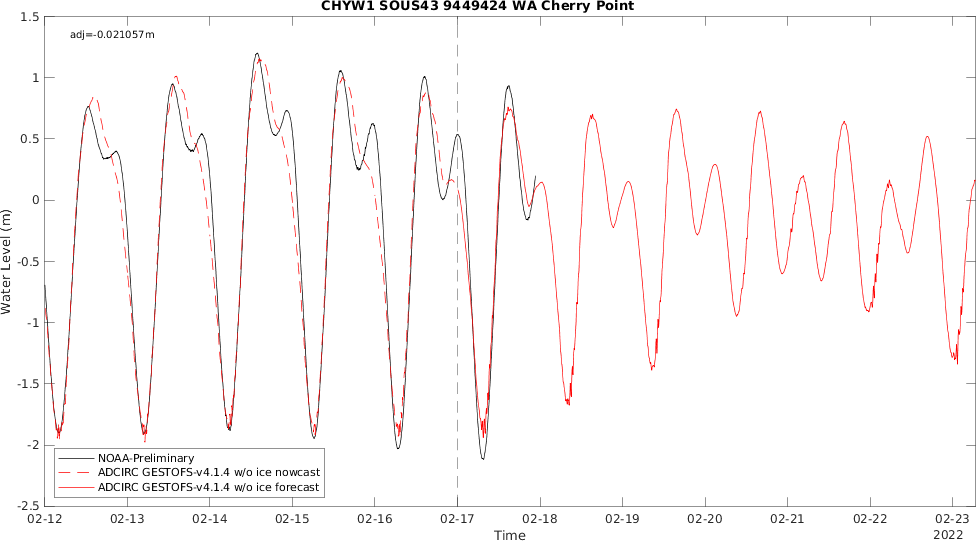 CHYW1 SOUS43 9449424 WA Cherry Point
adj=-0.021057m
1.5
1
0.5
0
-0.5
-1
-1.5
-2
-2.5
Water Level (m)
NOAA-Preliminary
ADCIRC GESTOFS-v4.1.4 w/o ice nowcast
ADCIRC GESTOFS-v4.1.4 w/o ice forecast
02-12 02-13 02-14 02-15 02-16 02-17 02-18 02-19 02-20 02-21 02-22 02-23
Time
2022